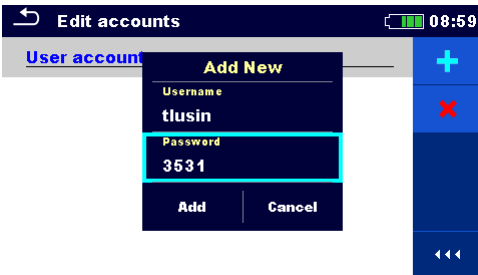 Edit accounts
08:59
User account
Add New
Username
tlusin
Password
3531
Add
Cancel